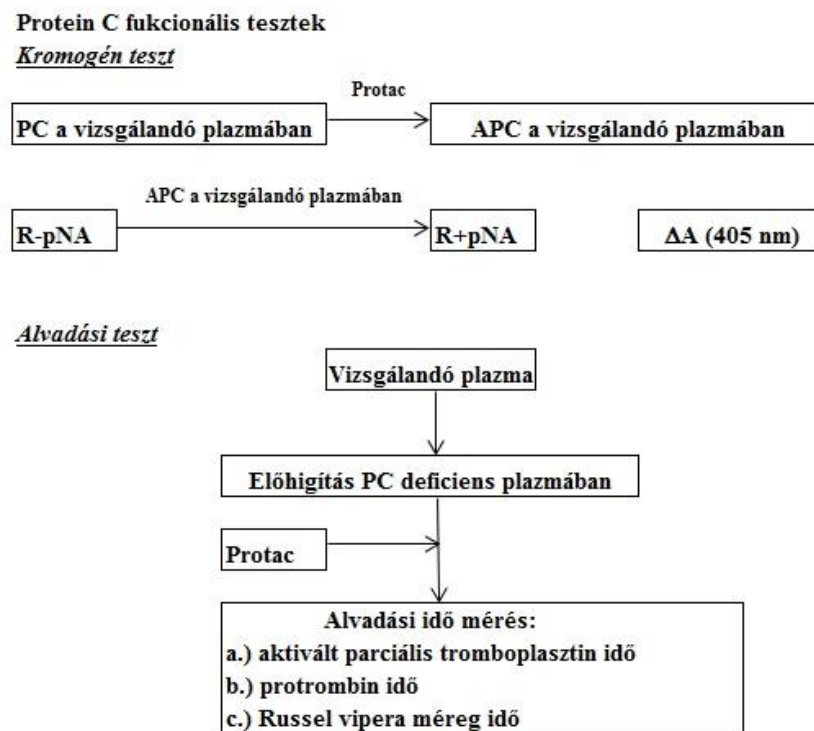 Protein C fukcionális tesztek
Kromogén teszt
Protac
PC a vizsgálandó plazmában
APC a vizsgálandó plazmában
APC a vizsgálandó plazmában
R-pNA
R+pNA
ΔA (405 nm)
Alvadási teszt
Vizsgálandó plazma
Előhigítás PC deficiens plazmában
Protac
Alvadási idő mérés:
a.) aktivált parciális tromboplasztin idő
b.) protrombin idő
c.) Russel vipera méreg idő